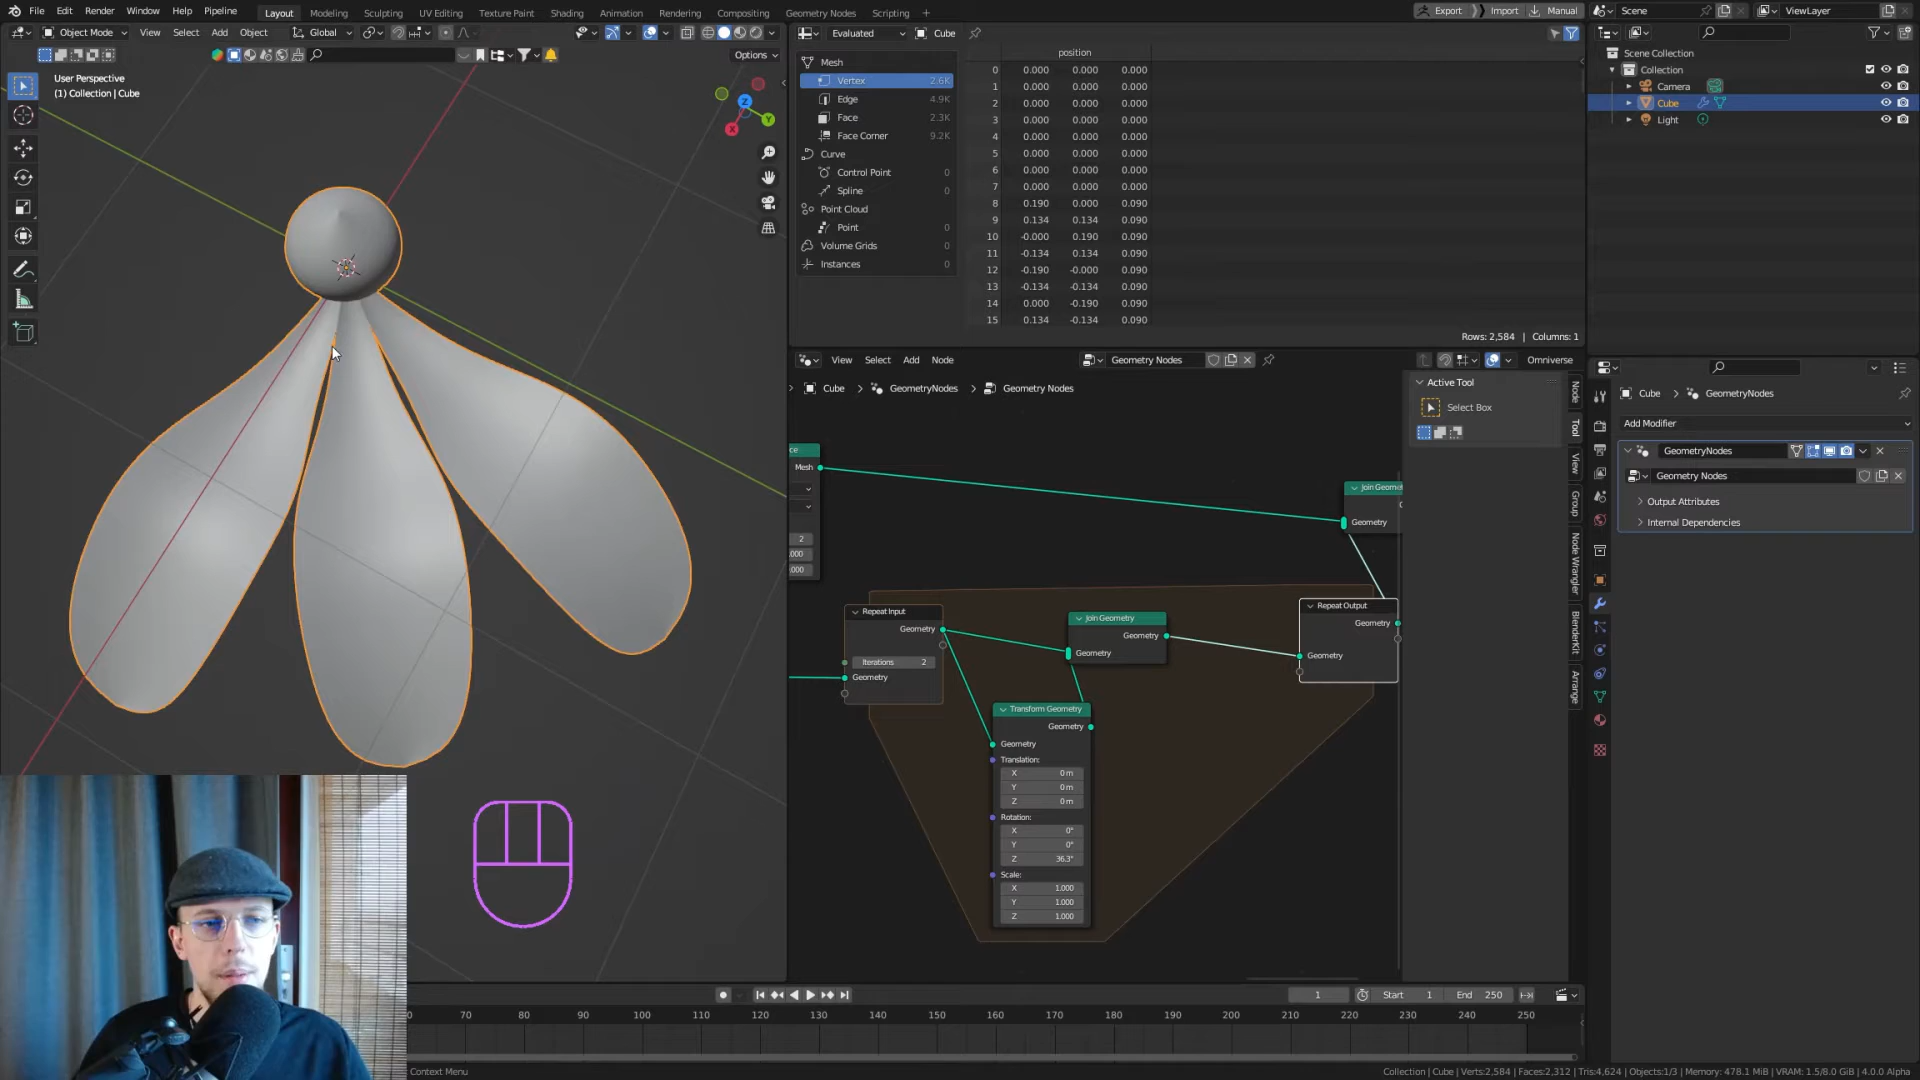 File Edit Render Window Help Pipeline
Layout Modeling Sculpting UV Editing Texture Paint Shading Animation Rendering Compositing Geometry Nodes Scripting +
Export Import Manual Scene ViewLayer
Object Mode View Select Add Object Global
Options
User Perspective
(1) Collection | Cube
Z
Y
X
Evaluated Cube
Mesh
Vertex 2.6K
Edge 4.9K
Face 2.3K
Face Corner 9.2K
Curve
Control Point 0
Spline 0
Point Cloud
Point 0
Volume Grids 0
Instances 0
position
0 0.000 0.000 0.000
1 0.000 0.000 0.000
2 0.000 0.000 0.000
3 0.000 0.000 0.000
4 0.000 0.000 0.000
5 0.000 0.000 0.000
6 0.000 0.000 0.000
7 0.000 0.000 0.000
8 0.190 0.000 0.090
9 0.134 0.134 0.090
10 -0.000 0.190 0.090
11 -0.134 0.134 0.090
12 -0.190 -0.000 0.090
13 -0.134 -0.134 0.090
14 0.000 -0.190 0.090
15 0.134 -0.134 0.090
Rows: 2,584 | Columns: 1
Scene Collection
Collection
Camera
Cube
Light
View Select Add Node Geometry Nodes Omniverse
Cube GeometryNodes Geometry Nodes
Active Tool
Select Box
Node
Tool
View
Group
Node Wrangler
BlenderKit
Arrange
ce
Mesh
2
000
000
Join Geomet
Geometry
Repeat Input
Geometry
Iterations 2
Geometry
Join Geometry
Geometry
Geometry
Repeat Output
Geometry
Geometry
Transform Geometry
Geometry
Geometry
Translation:
X 0 m
Y 0 m
Z 0 m
Rotation:
X 0°
Y 0°
Z 36.3°
Scale:
X 1.000
Y 1.000
Z 1.000
Cube GeometryNodes
Add Modifier
GeometryNodes
Geometry Nodes
Output Attributes
Internal Dependencies
1 Start 1 End 250
70 80 90 100 110 120 130 140 150 160 170 180 190 200 210 220 230 240 250
Context Menu
Collection | Cube | Verts:2,584 | Faces:2,312 | Tris:4,624 | Objects:1/3 | Memory: 478.1 MiB | VRAM: 1.5/8.0 GiB | 4.0.0 Alpha